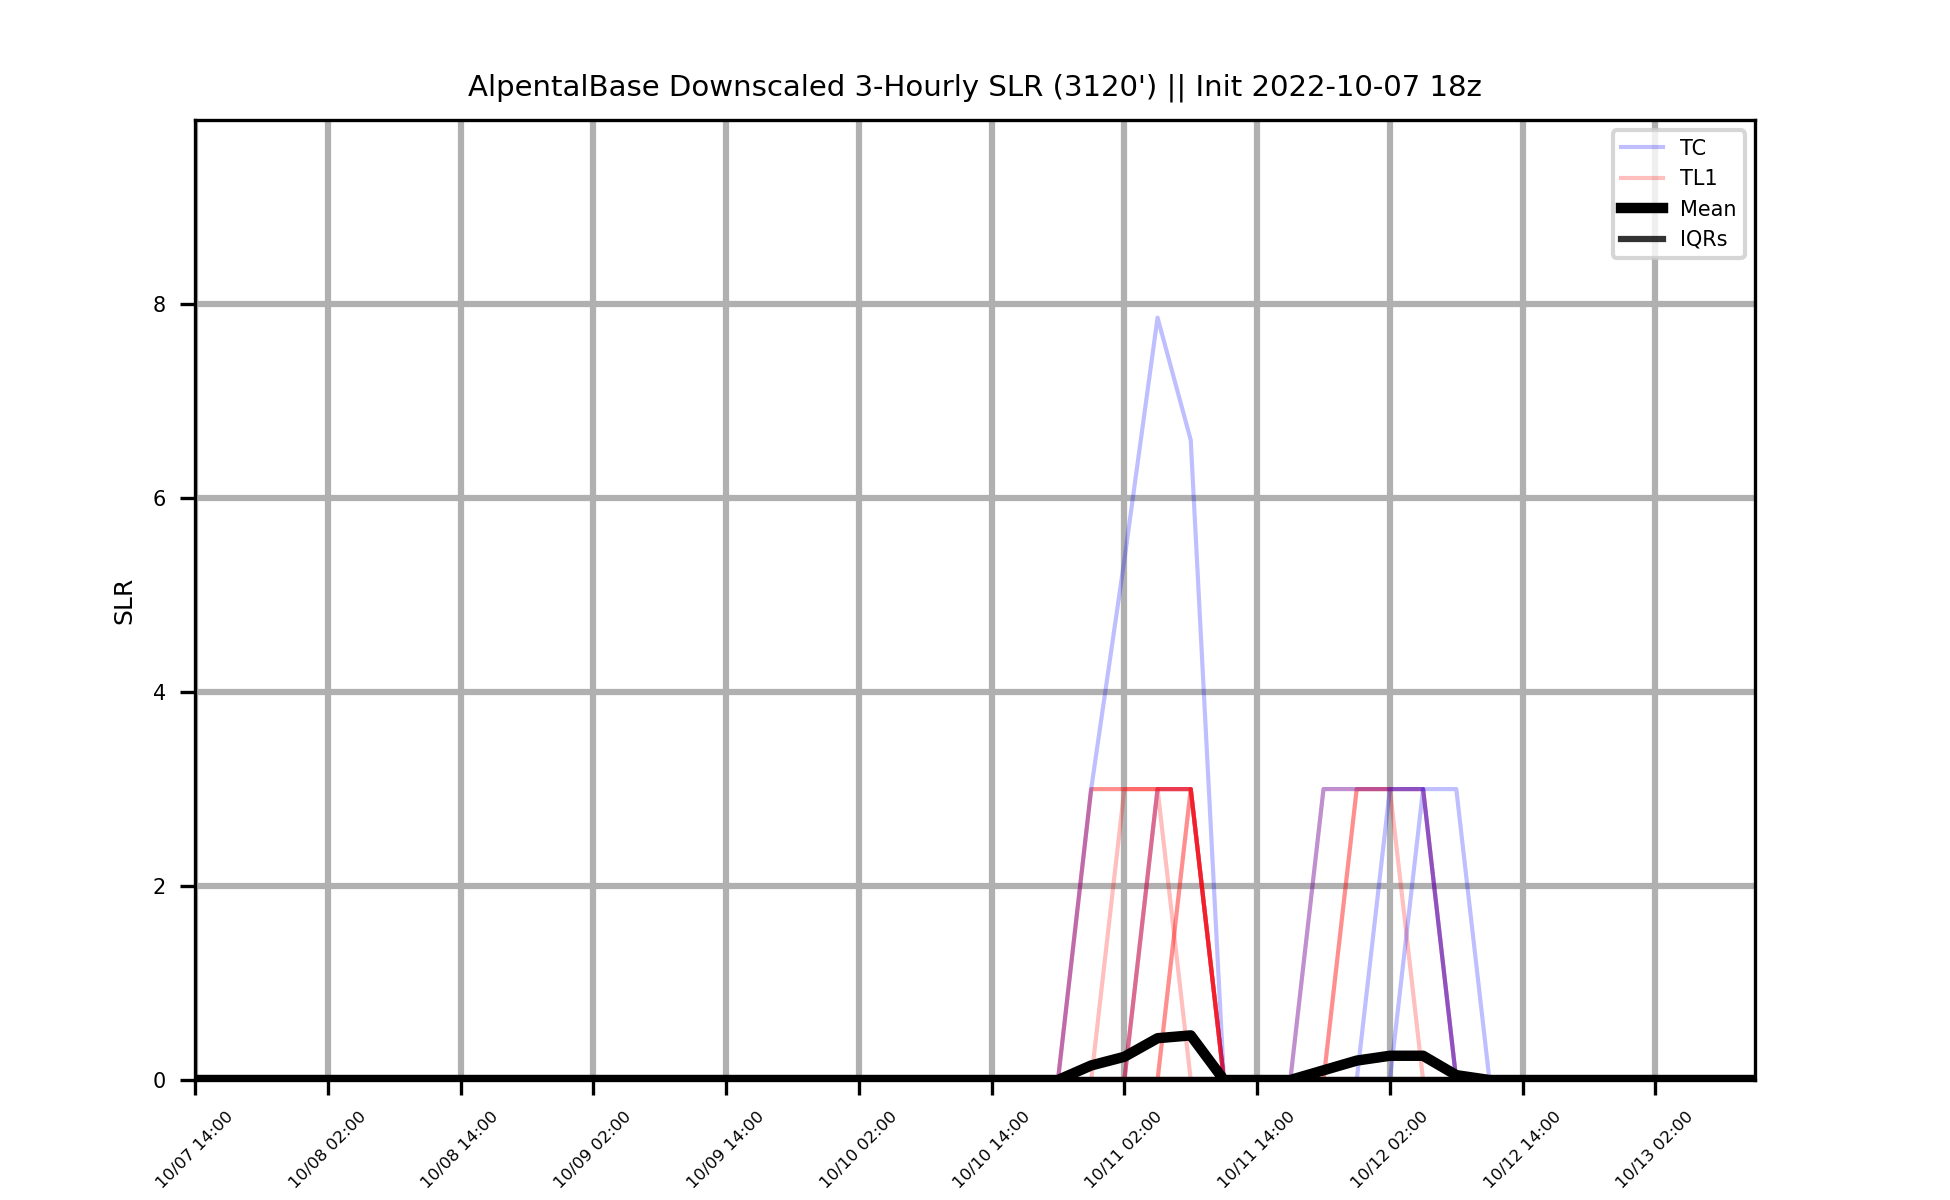 AlpentalBase Downscaled 3-Hourly SLR (3120') || Init 2022-10-07 18z
TC
TL1
Mean
IQRs
SLR
8
6
4
2
0
10/07 14:00
10/08 02:00
10/08 14:00
10/09 02:00
10/09 14:00
10/10 02:00
10/10 14:00
10/11 02:00
10/11 14:00
10/12 02:00
10/12 14:00
10/13 02:00